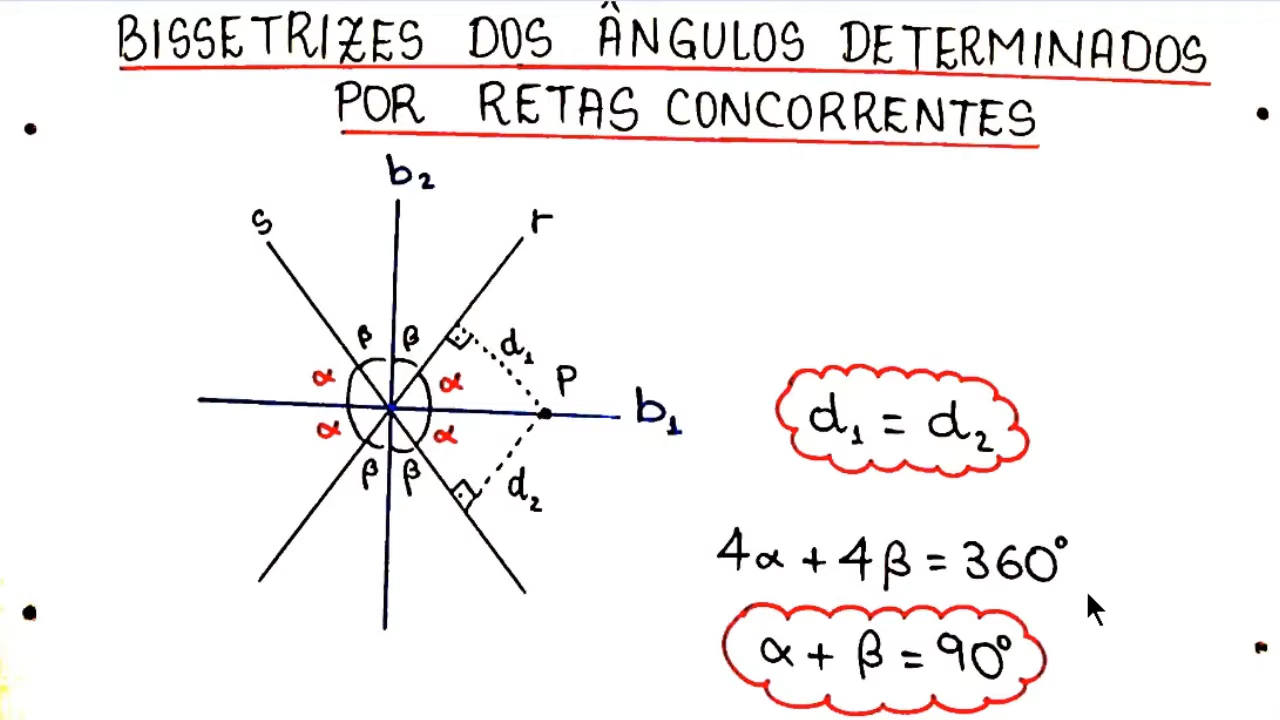 BISSETRIZES DOS ÂNGULOS DETERMINADOS
POR RETAS CONCORRENTES
b₂
s
r
β β
d₁
α α
P
b₁
α α
β β
d₂
d₁ = d₂
4α + 4β = 360°
α + β = 90°